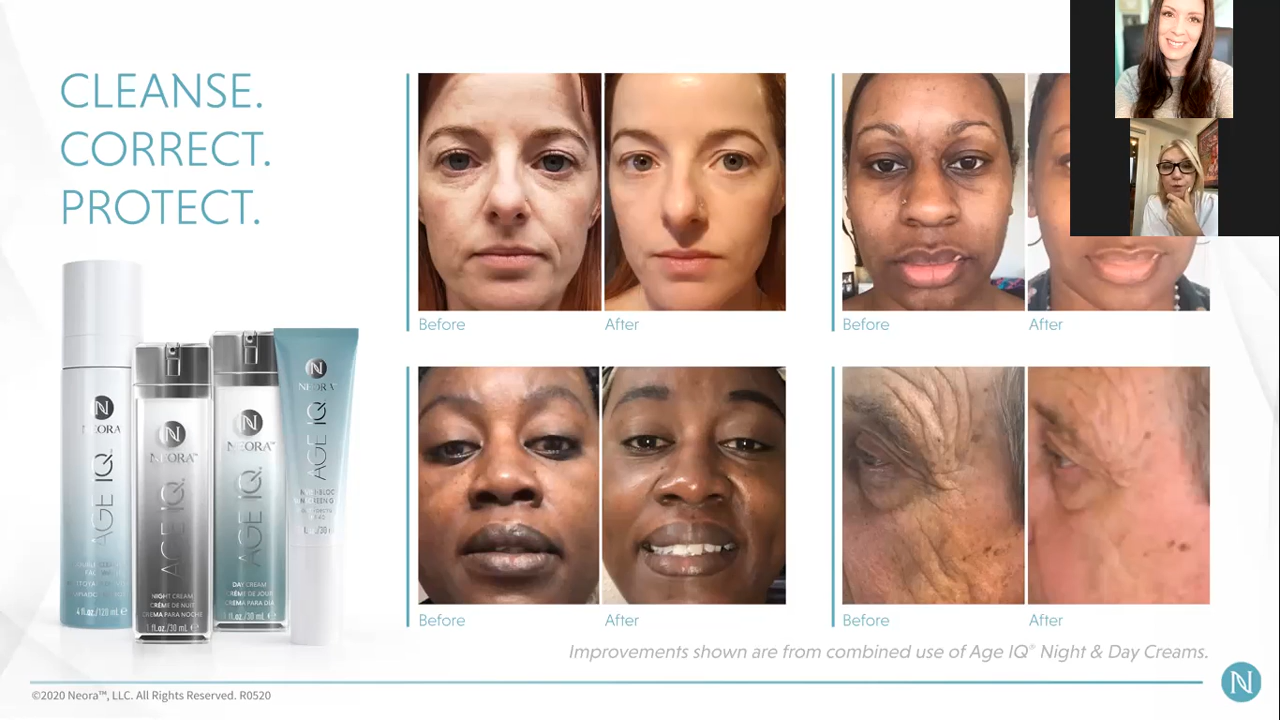 CLEANSE.
CORRECT.
PROTECT.
Before
After
Before
After
Before
After
Before
After
N
NEORA
AGE IQ
4 fl.oz./120 mL
N
NEORA™
AGE IQ
NIGHT CREAM
CRÈME DE NUIT
CREMA PARA NOCHE
1 fl.oz./30 mL
N
NEORA™
AGE IQ
DAY CREAM
CRÈME DE JOUR
CREMA PARA DÍA
1 fl.oz./30 mL
N
NEORA
AGE IQ
Improvements shown are from combined use of Age IQ® Night & Day Creams.
©2020 Neora™, LLC. All Rights Reserved. R0520
N